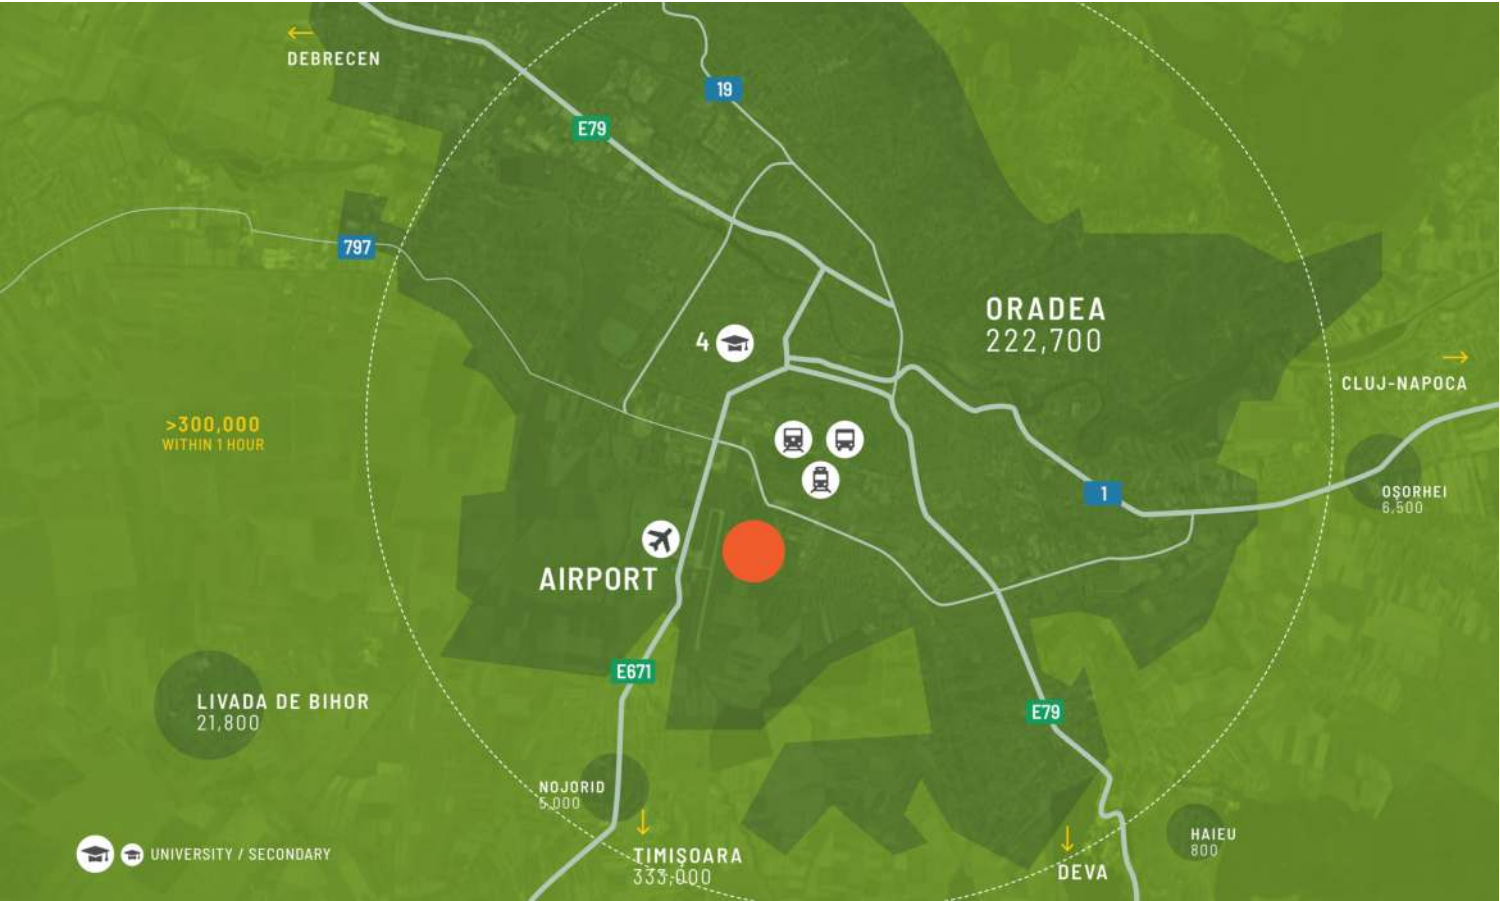 DEBRECEN
19
E79
797
ORADEA
222,700
4
CLUJ-NAPOCA
>300,000
WITHIN 1 HOUR
1
OȘORHEI
6,500
AIRPORT
E671
LIVADA DE BIHOR
21,800
E79
NOJORID
5,000
HAIEU
800
UNIVERSITY / SECONDARY
TIMIȘOARA
333,000
DEVA